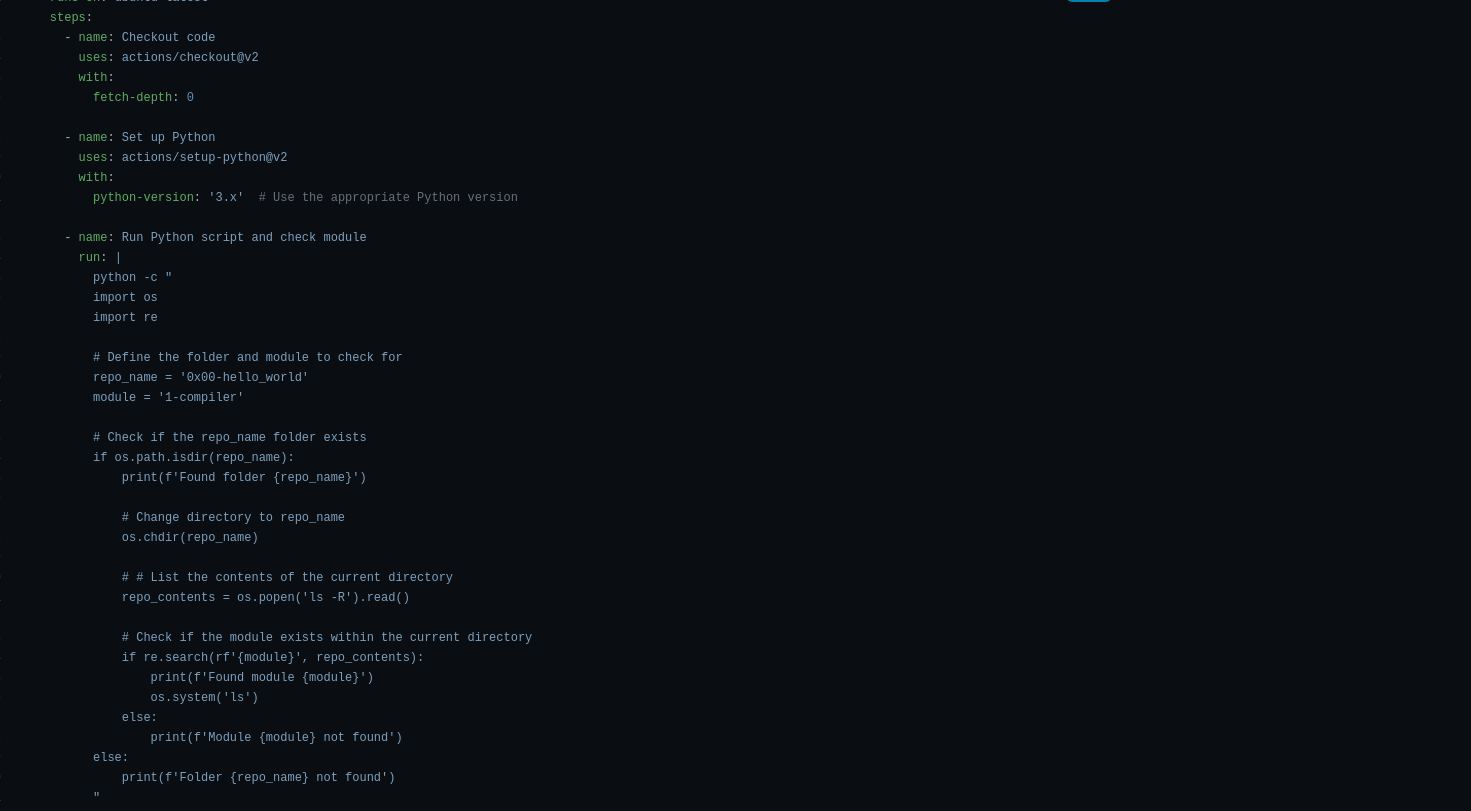 steps:
- name: Checkout code
uses: actions/checkout@v2
with:
fetch-depth: 0
- name: Set up Python
uses: actions/setup-python@v2
with:
python-version: '3.x'  # Use the appropriate Python version
- name: Run Python script and check module
run: |
python -c "
import os
import re
# Define the folder and module to check for
repo_name = '0x00-hello_world'
module = '1-compiler'
# Check if the repo_name folder exists
if os.path.isdir(repo_name):
print(f'Found folder {repo_name}')
# Change directory to repo_name
os.chdir(repo_name)
# # List the contents of the current directory
repo_contents = os.popen('ls -R').read()
# Check if the module exists within the current directory
if re.search(rf'{module}', repo_contents):
print(f'Found module {module}')
os.system('ls')
else:
print(f'Module {module} not found')
else:
print(f'Folder {repo_name} not found')
"